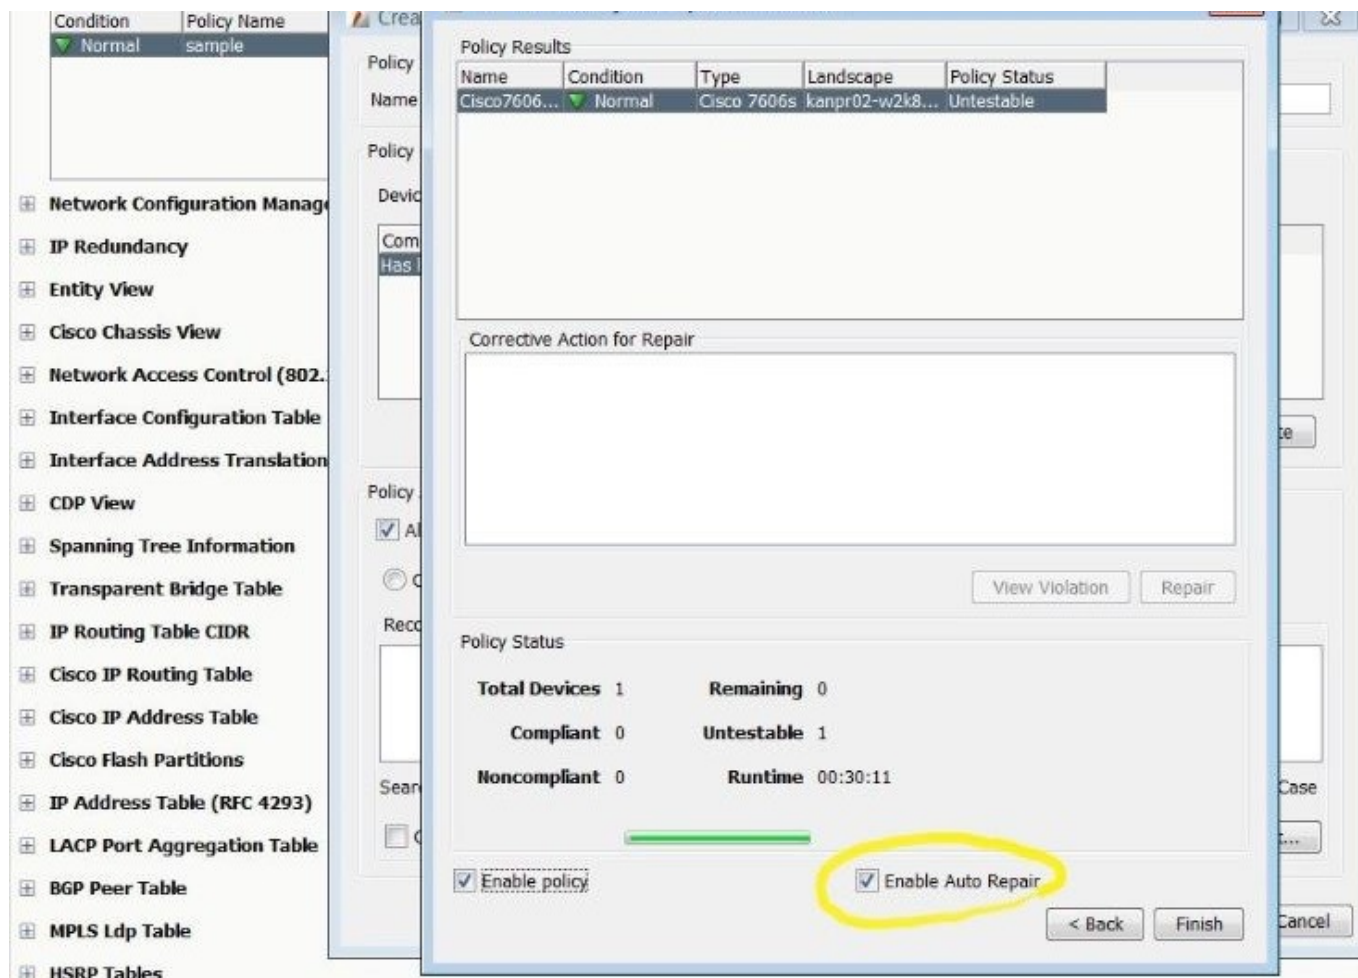 Condition Policy Name
Normal sample
Network Configuration Manage
IP Redundancy
Entity View
Cisco Chassis View
Network Access Control (802.
Interface Configuration Table
Interface Address Translation
CDP View
Spanning Tree Information
Transparent Bridge Table
IP Routing Table CIDR
Cisco IP Routing Table
Cisco IP Address Table
Cisco Flash Partitions
IP Address Table (RFC 4293)
LACP Port Aggregation Table
BGP Peer Table
MPLS Ldp Table
HSRP Tables
Crea
Policy
Name
Policy
Devic
Com
Has
Policy
Al
Reco
Sear
Case
Cancel
Policy Results
Name Condition Type Landscape Policy Status
Cisco7606... Normal Cisco 7606s kanpr02-w2k8... Untestable
Corrective Action for Repair
View Violation Repair
Policy Status
Total Devices 1 Remaining 0
Compliant 0 Untestable 1
Noncompliant 0 Runtime 00:30:11
Enable policy Enable Auto Repair
< Back Finish